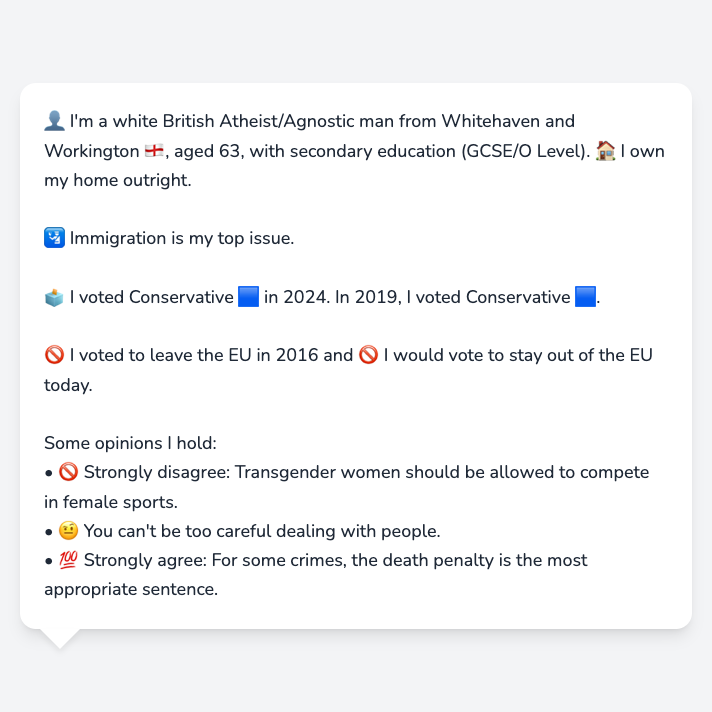 👤 I'm a white British Atheist/Agnostic man from Whitehaven and
Workington 🏴󠁧󠁢󠁥󠁮󠁧󠁿, aged 63, with secondary education (GCSE/O Level). 🏠 I own
my home outright.
🛂 Immigration is my top issue.
🗳️ I voted Conservative 🟦 in 2024. In 2019, I voted Conservative 🟦.
🚫 I voted to leave the EU in 2016 and 🚫 I would vote to stay out of the EU
today.
Some opinions I hold:
• 🚫 Strongly disagree: Transgender women should be allowed to compete
in female sports.
• 🤨 You can't be too careful dealing with people.
• 💯 Strongly agree: For some crimes, the death penalty is the most
appropriate sentence.